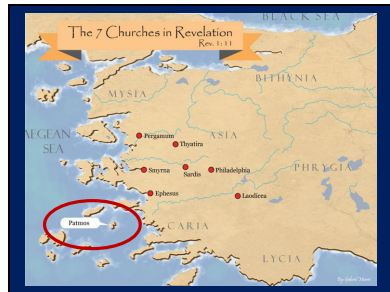 The 7 Churches in Revelation
Rev. 1:11
BLACK SEA
BITHYNIA
MYSIA
AEGEAN
SEA
Pergamum
ASIA
Thyatira
Smyrna
Sardis
Philadelphia
PHRYGIA
Ephesus
Laodicea
Patmos
CARIA
LYCIA